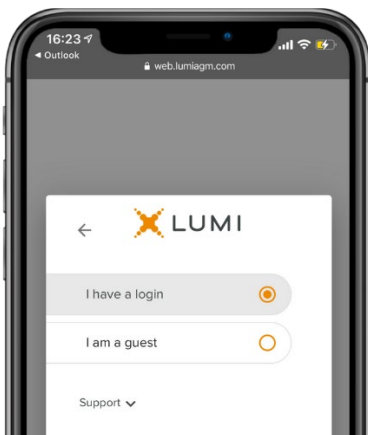 16:23
Outlook
web.lumiagm.com
LUMI
I have a login
I am a guest
Support